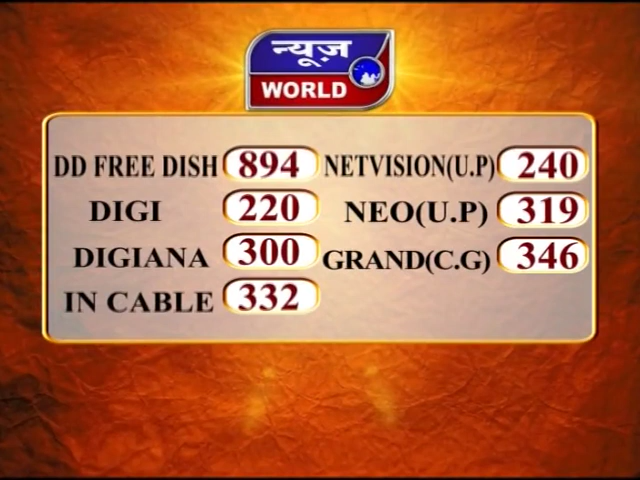 न्यूज़
WORLD
DD FREE DISH 894 NETVISION(U.P) 240
DIGI 220 NEO(U.P) 319
DIGIANA 300 GRAND(C.G) 346
IN CABLE 332